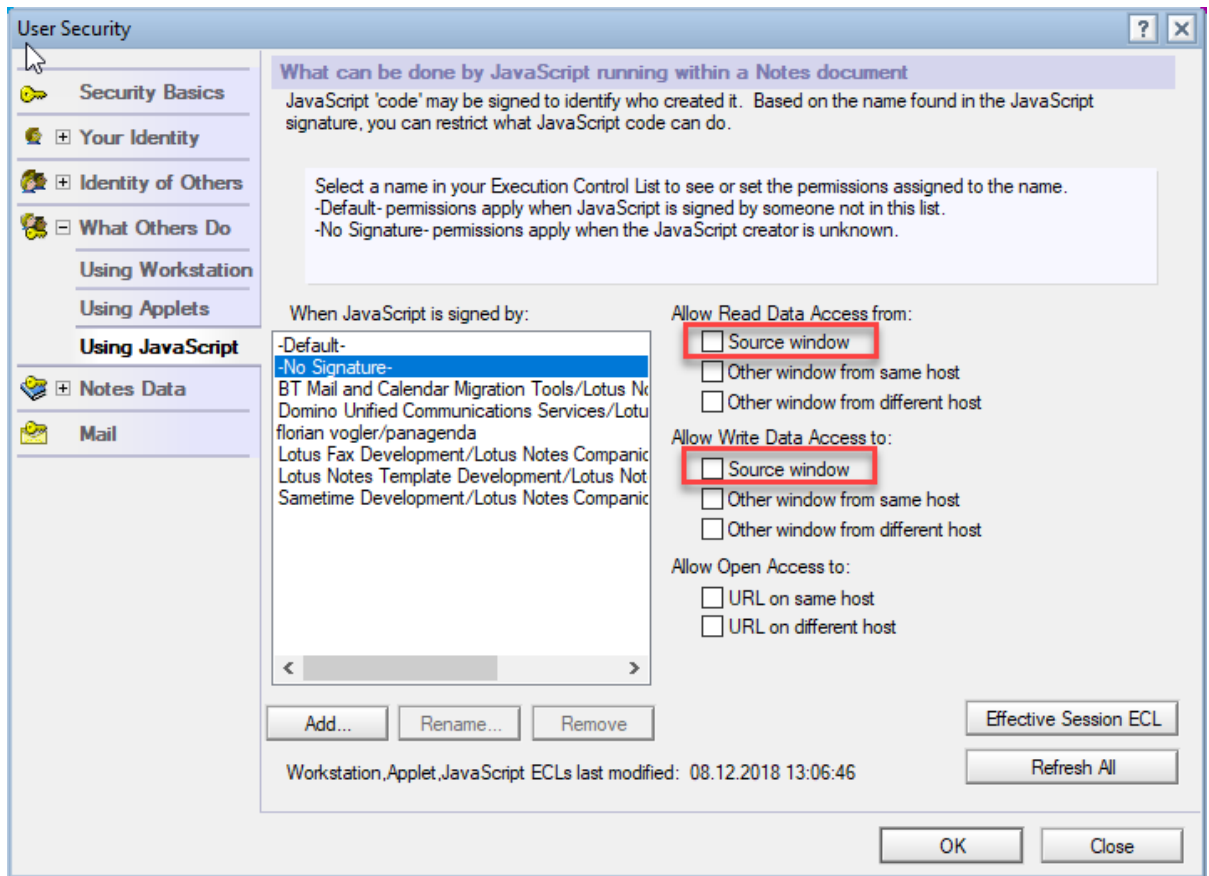 User Security
Security Basics
Your Identity
Identity of Others
What Others Do
Using Workstation
Using Applets
Using JavaScript
Notes Data
Mail
What can be done by JavaScript running within a Notes document
JavaScript 'code' may be signed to identify who created it. Based on the name found in the JavaScript
signature, you can restrict what JavaScript code can do.
Select a name in your Execution Control List to see or set the permissions assigned to the name.
-Default- permissions apply when JavaScript is signed by someone not in this list.
-No Signature- permissions apply when the JavaScript creator is unknown.
When JavaScript is signed by:
-Default-
-No Signature-
BT Mail and Calendar Migration Tools/Lotus No
Domino Unified Communications Services/Lotu
florian vogler/panagenda
Lotus Fax Development/Lotus Notes Companic
Lotus Notes Template Development/Lotus Not
Sametime Development/Lotus Notes Companic
Add...
Rename...
Remove
Allow Read Data Access from:
Source window
Other window from same host
Other window from different host
Allow Write Data Access to:
Source window
Other window from same host
Other window from different host
Allow Open Access to:
URL on same host
URL on different host
Effective Session ECL
Workstation,Applet,JavaScript ECLs last modified: 08.12.2018 13:06:46
Refresh All
OK
Close